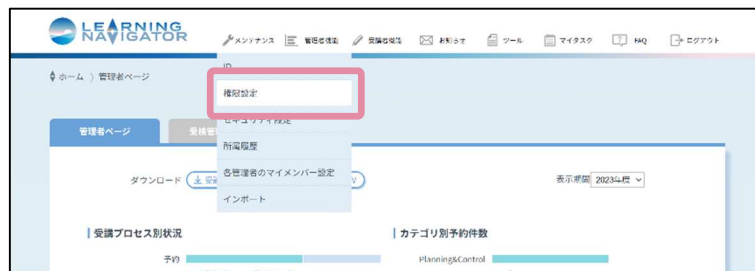 LEARNING
NAVIGATOR
メンテナンス 管理者機能 受講者機能 お知らせ ツール マイタスク FAQ ログアウト
ホーム 〉 管理者ページ
ID
権限設定
セキュリティ設定
管理者ページ 受検管
所属履歴
各管理者のマイメンバー設定
ダウンロード 受 V 表示期間 2023年度
インポート
受講プロセス別状況 カテゴリ別予約件数
予約 Planning&Control